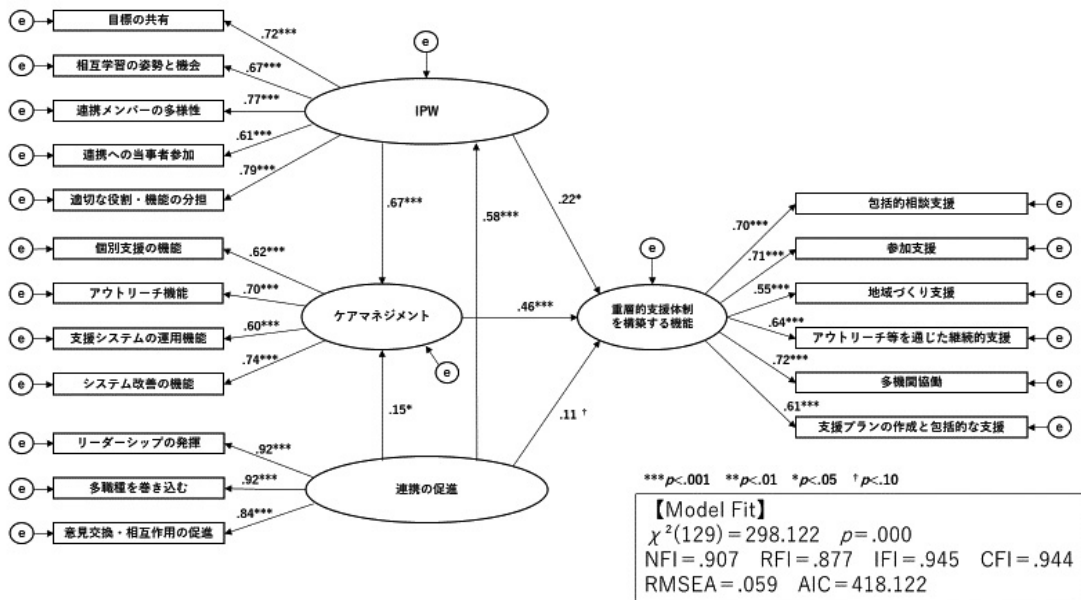 e
目標の共有
.72***
e
相互学習の姿勢と機会
.67***
e
連携メンバーの多様性
.77***
e
連携への当事者参加
.61***
e
適切な役割・機能の分担
.79***
e
IPW
.67***
.58***
.22*
e
個別支援の機能
.62***
e
アウトリーチ機能
.70***
e
支援システムの運用機能
.60***
e
システム改善の機能
.74***
ケアマネジメント
e
.46***
.15*
e
リーダーシップの発揮
.92***
e
多職種を巻き込む
.92***
e
意見交換・相互作用の促進
.84***
連携の促進
.11 †
e
重層的支援体制
を構築する機能
.70***
包括的相談支援
e
.71***
参加支援
e
.55***
地域づくり支援
e
.64***
アウトリーチ等を通じた継続的支援
e
.72***
多機関協働
e
.61***
支援プランの作成と包括的な支援
e
***p<.001 **p<.01 *p<.05 †p<.10
【Model Fit】
χ²(129)=298.122 p=.000
NFI=.907 RFI=.877 IFI=.945 CFI=.944
RMSEA=.059 AIC=418.122